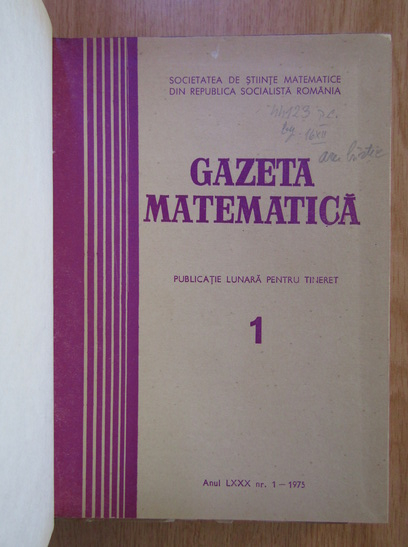 SOCIETATEA DE ȘTIINȚE MATEMATICE
DIN REPUBLICA SOCIALISTĂ ROMÂNIA
GAZETA
MATEMATICĂ
PUBLICAȚIE LUNARĂ PENTRU TINERET
1
Anul LXXX nr. 1 — 1975